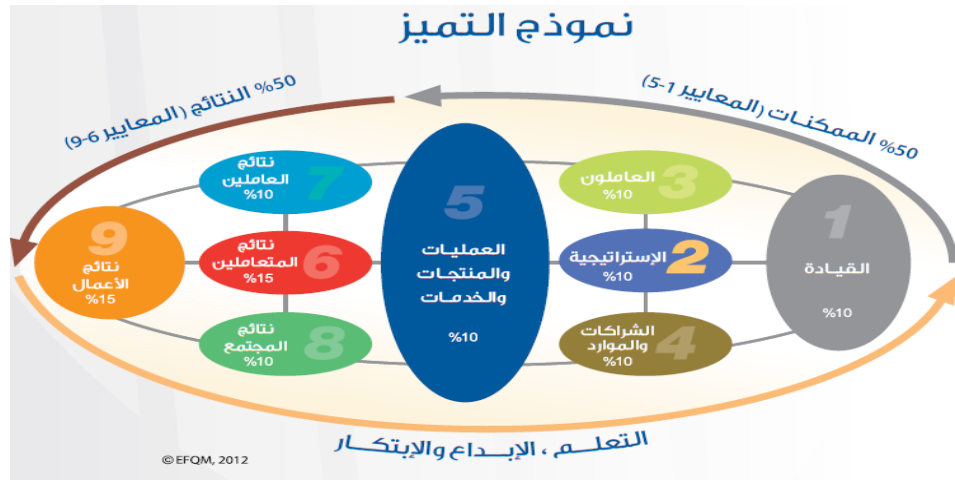 نموذج التميز
%50 الممكنات (المعايير 1-5)
%50 النتائج (المعايير 6-9)
1
القيادة
%10
3
العاملون
%10
2
الإستراتيجية
%10
4
الشراكات
والموارد
%10
5
العمليات
والمنتجات
والخدمات
%10
7
نتائج
العاملين
%10
6
نتائج
المتعاملين
%15
8
نتائج
المجتمع
%10
9
نتائج
الأعمال
%15
التعلم ، الإبداع والإبتكار
© EFQM, 2012